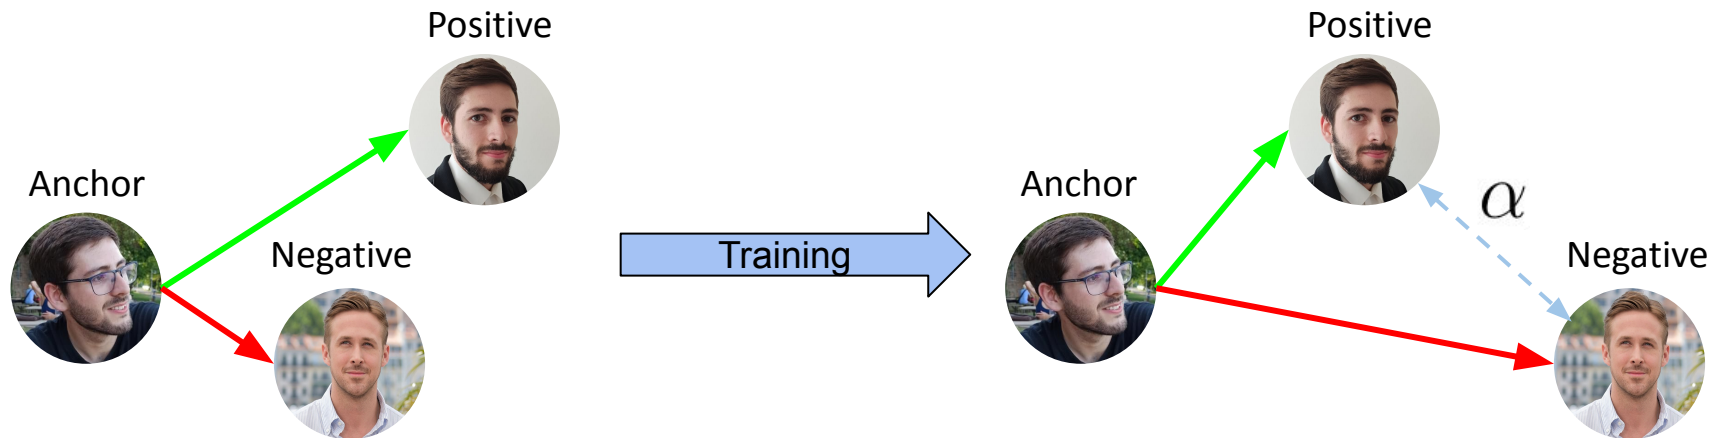 Positive
Anchor
Negative
Training
Positive
Anchor
α
Negative